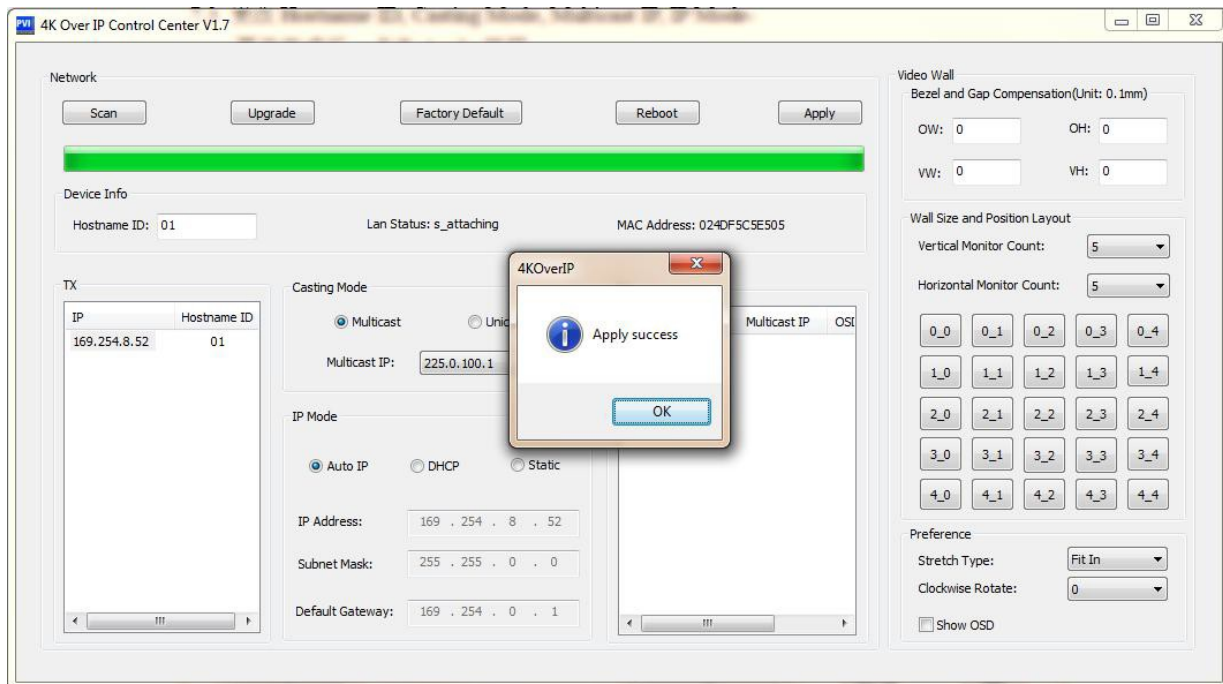 PVI 4K Over IP Control Center V1.7
Network
Scan Upgrade Factory Default Reboot Apply
Device Info
Hostname ID: 01 Lan Status: s_attaching MAC Address: 024DF5C5E505
TX
IP Hostname ID
169.254.8.52 01
Casting Mode
Multicast
Multicast IP: 225.0.100.1
IP Mode
Auto IP DHCP Static
IP Address: 169 . 254 . 8 . 52
Subnet Mask: 255 . 255 . 0 . 0
Default Gateway: 169 . 254 . 0 . 1
4KOverIP
Apply success
OK
Multicast IP
Video Wall
Bezel and Gap Compensation(Unit: 0.1mm)
OW: 0 OH: 0
VW: 0 VH: 0
Wall Size and Position Layout
Vertical Monitor Count: 5
Horizontal Monitor Count: 5
0_0 0_1 0_2 0_3 0_4
1_0 1_1 1_2 1_3 1_4
2_0 2_1 2_2 2_3 2_4
3_0 3_1 3_2 3_3 3_4
4_0 4_1 4_2 4_3 4_4
Preference
Stretch Type: Fit In
Clockwise Rotate: 0
Show OSD